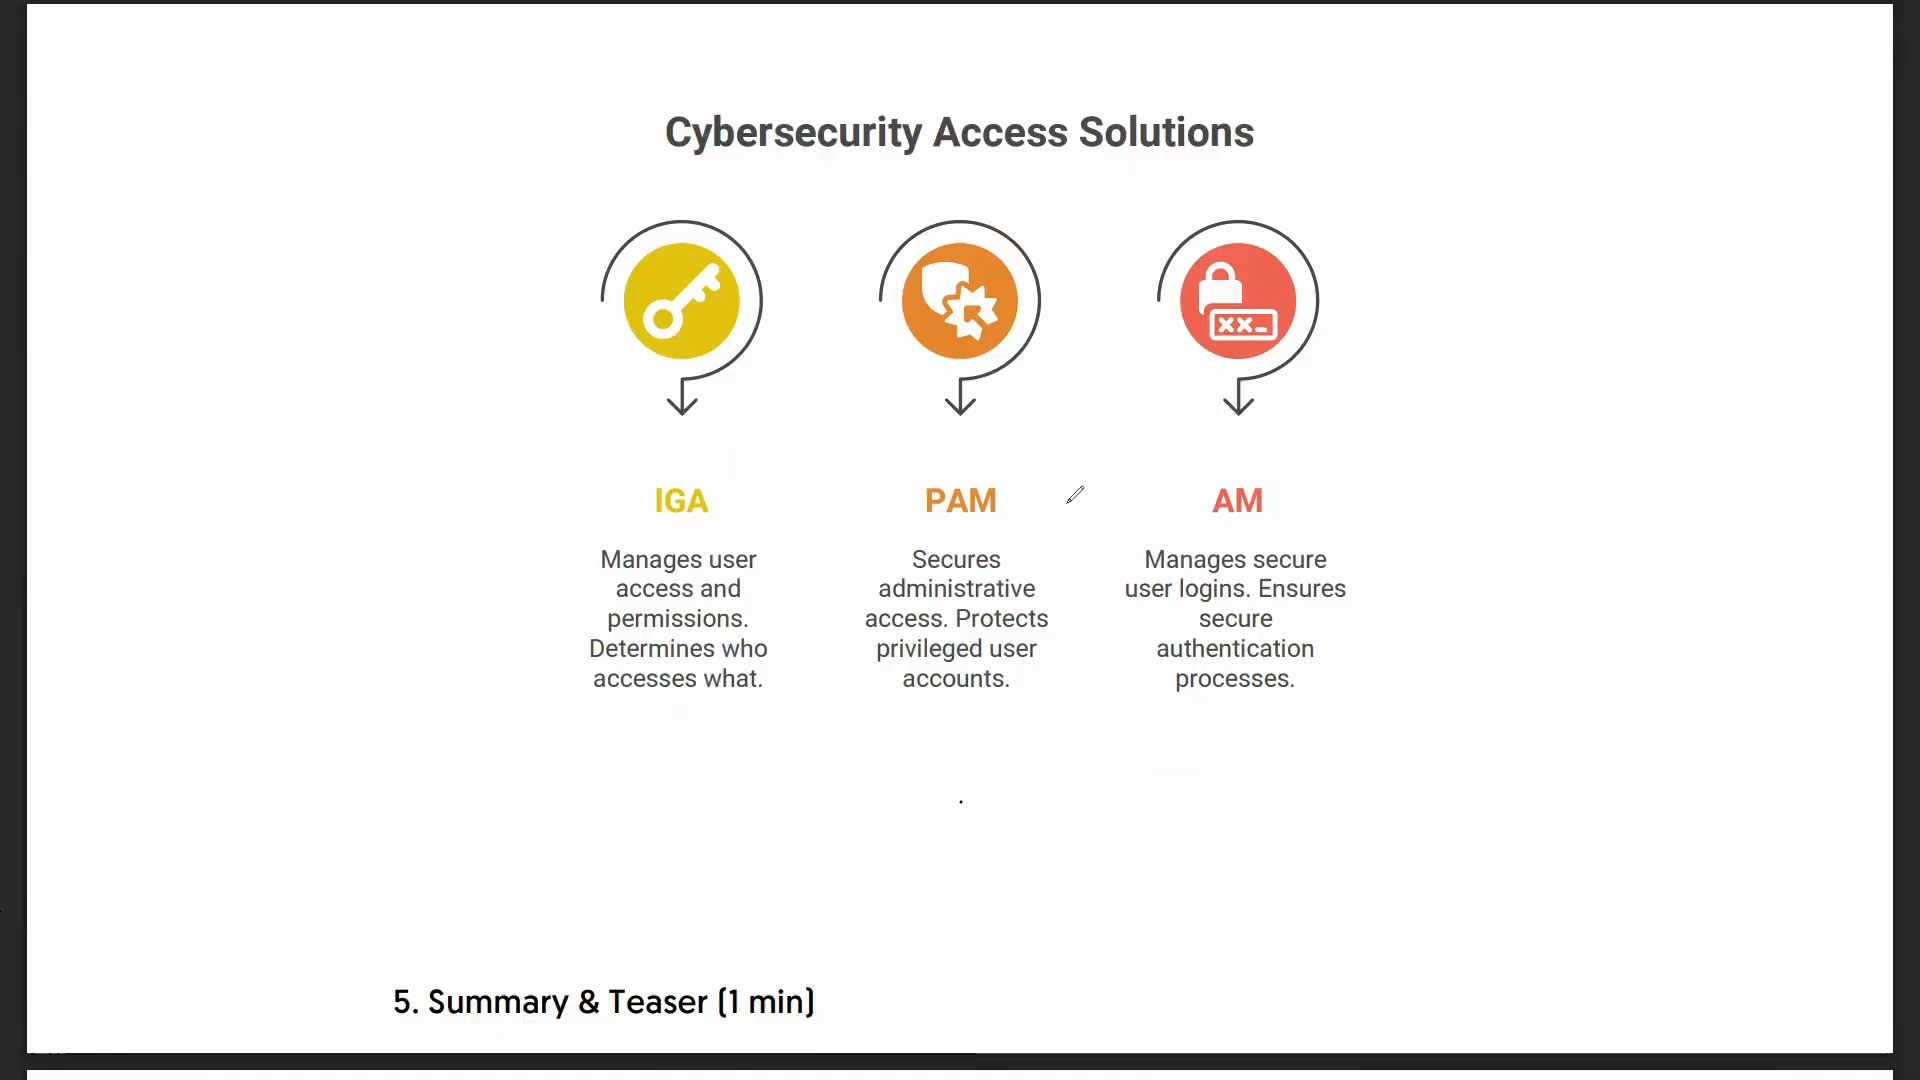 Cybersecurity Access Solutions
xx_
IGA
Manages user
access and
permissions.
Determines who
accesses what.
PAM
Secures
administrative
access. Protects
privileged user
accounts.
AM
Manages secure
user logins. Ensures
secure
authentication
processes.
.
5. Summary & Teaser (1 min)